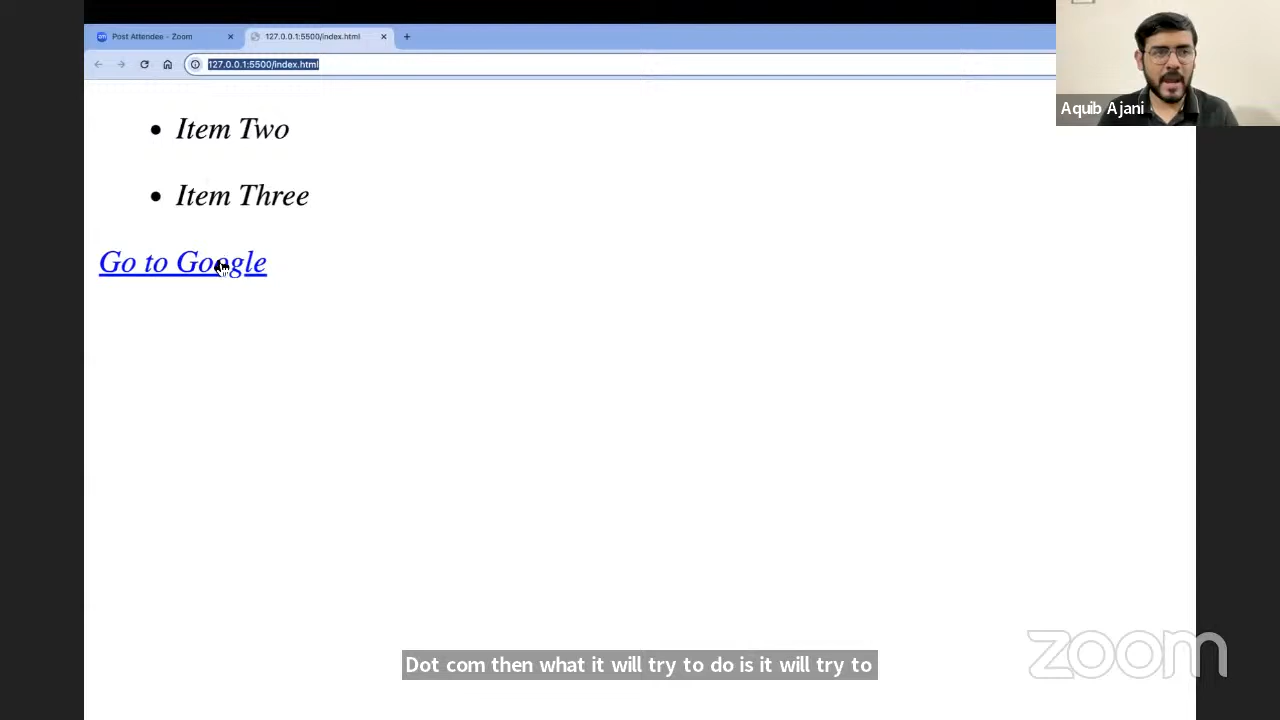 Post Attendee - Zoom
127.0.0.1:5500/index.html
127.0.0.1:5500/index.html
Aquib Ajani
Item Two
Item Three
Go to Google
Dot com then what it will try to do is it will try to
zoom